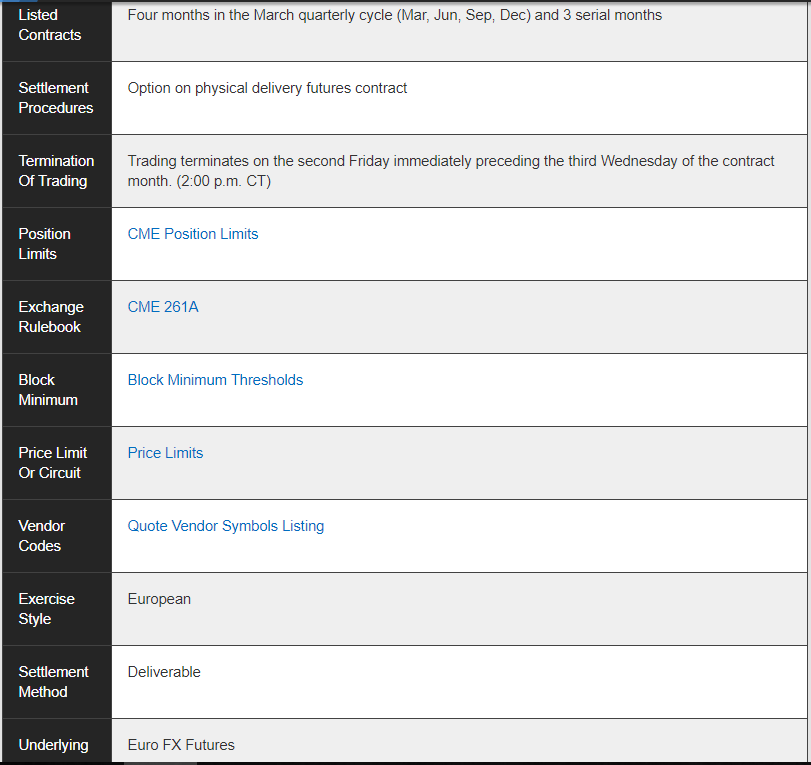 Listed
Contracts
Four months in the March quarterly cycle (Mar, Jun, Sep, Dec) and 3 serial months
Settlement
Procedures
Option on physical delivery futures contract
Termination
Of Trading
Trading terminates on the second Friday immediately preceding the third Wednesday of the contract
month. (2:00 p.m. CT)
Position
Limits
CME Position Limits
Exchange
Rulebook
CME 261A
Block
Minimum
Block Minimum Thresholds
Price Limit
Or Circuit
Price Limits
Vendor
Codes
Quote Vendor Symbols Listing
Exercise
Style
European
Settlement
Method
Deliverable
Underlying
Euro FX Futures